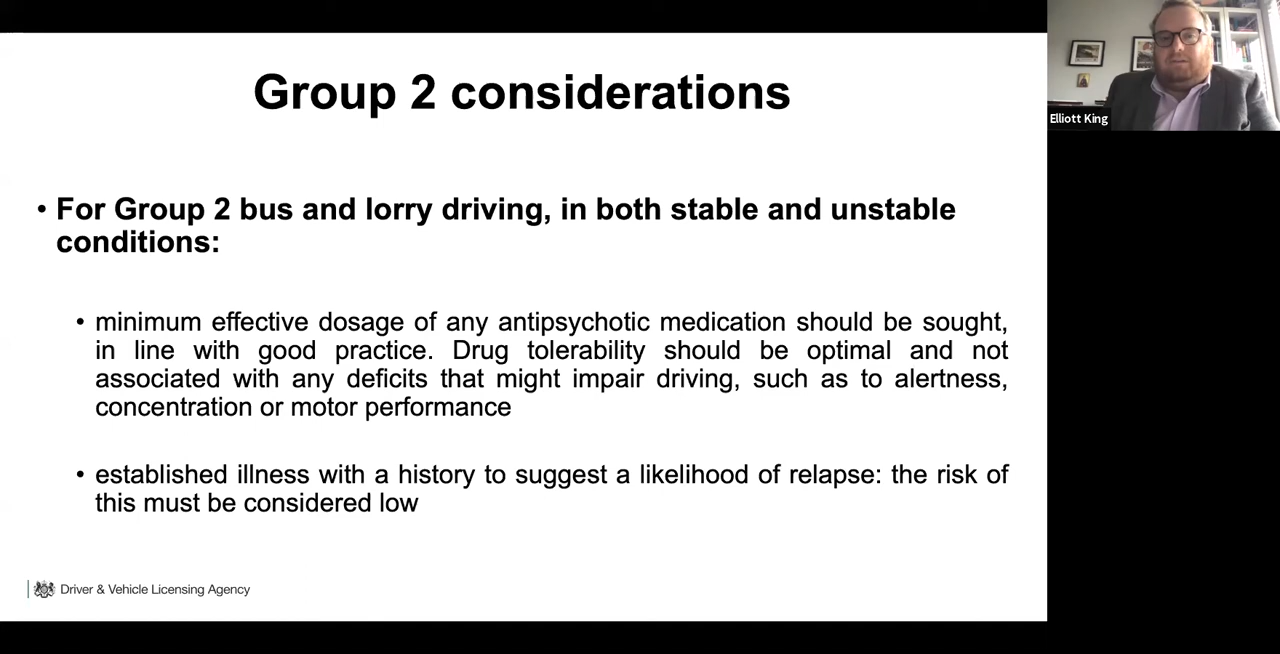 Group 2 considerations
• For Group 2 bus and lorry driving, in both stable and unstable
conditions:
• minimum effective dosage of any antipsychotic medication should be sought,
in line with good practice. Drug tolerability should be optimal and not
associated with any deficits that might impair driving, such as to alertness,
concentration or motor performance
• established illness with a history to suggest a likelihood of relapse: the risk of
this must be considered low
Driver & Vehicle Licensing Agency
Elliott King